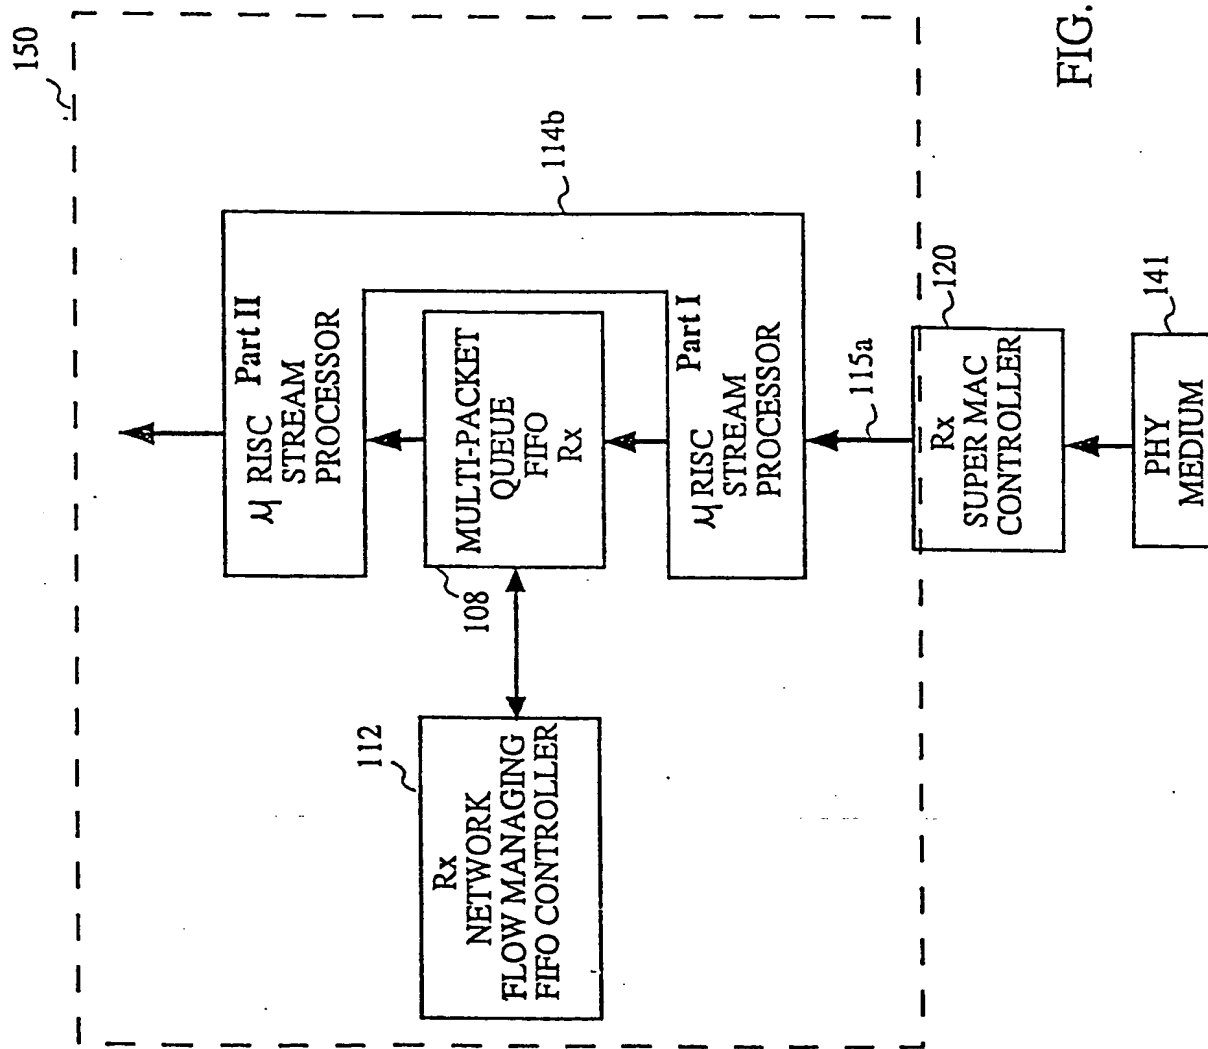 150
μ RISC Part II
STREAM
PROCESSOR
114b
MULTI-PACKET
QUEUE
FIFO
Rx
108
Rx
NETWORK
FLOW MANAGING
FIFO CONTROLLER
112
μ RISC Part I
STREAM
PROCESSOR
115a
Rx
SUPER MAC
CONTROLLER
120
PHY
MEDIUM
141
FIG.